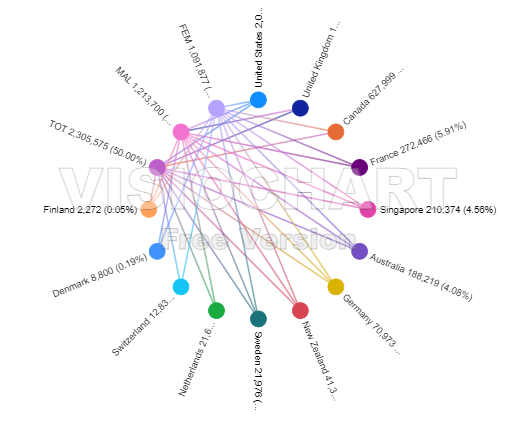 United States 2,0...
United Kingdom 1...
Canada 627,999 ...
France 272,466 (5.91%)
Singapore 210,374 (4.56%)
Australia 188,219 (4.08%)
Germany 70,973 ...
New Zealand 41,3...
Sweden 21,976 (...
Netherlands 21,6...
Switzerland 12,83...
Denmark 8,800 (0.19%)
Finland 2,272 (0.05%)
TOT 2,305,575 (50.00%)
MAL 1,213,700 (...
FEM 1,091,877 (...
VISTOCHART
Free Version